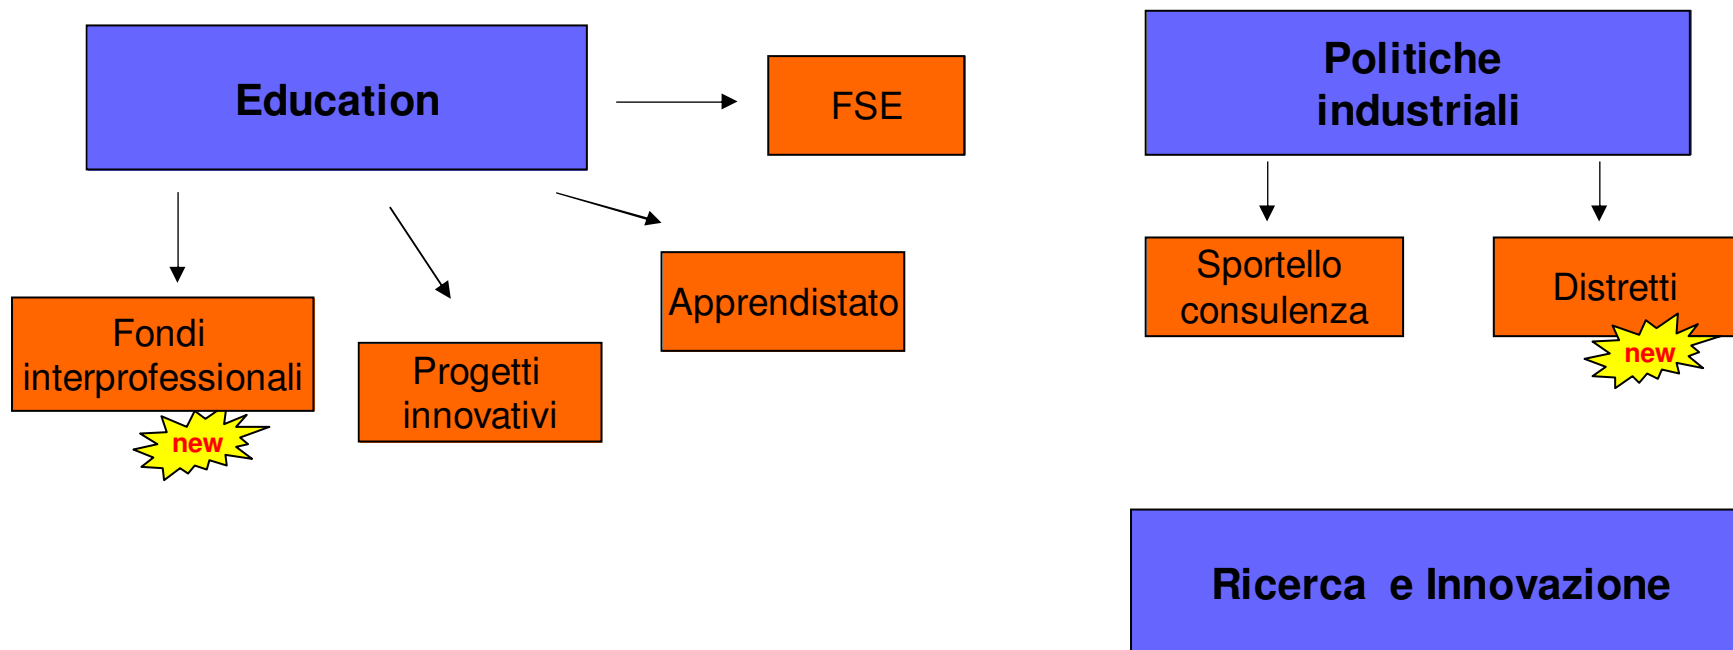 Education
FSE
Apprendistato
Progetti
innovativi
Fondi
interprofessionali
new
Politiche
industriali
Sportello
consulenza
Distretti
new
Ricerca e Innovazione